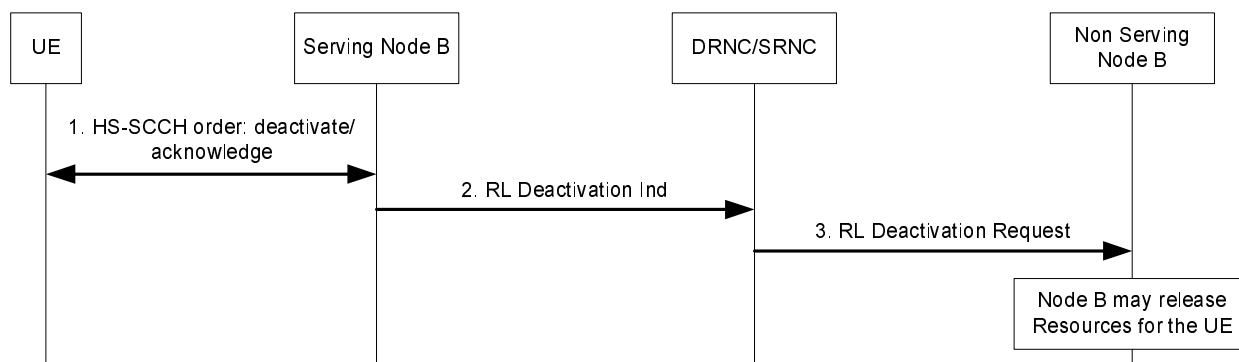 UE
Serving Node B
DRNC/SRNC
Non Serving
Node B
1. HS-SCCH order: deactivate/
acknowledge
2. RL Deactivation Ind
3. RL Deactivation Request
Node B may release
Resources for the UE